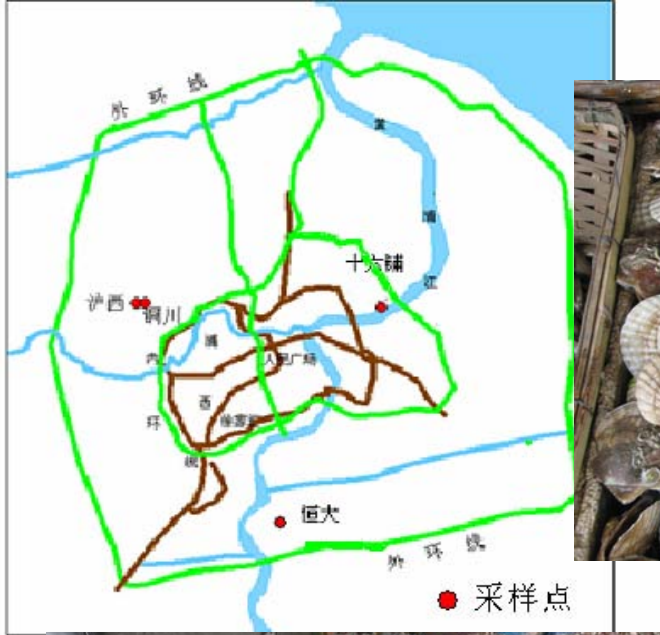 外环线
黄
浦
江
十六铺
沪西
铜川
浦
西
内
环
线
人民广场
徐家汇
恒大
外环线
采样点